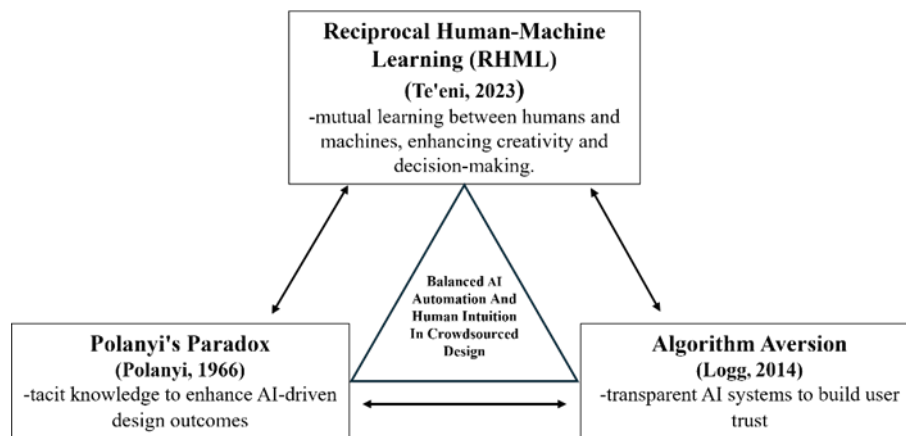 Reciprocal Human-Machine
Learning (RHML)
(Te'eni, 2023)
-mutual learning between humans and
machines, enhancing creativity and
decision-making.
Balanced AI
Automation And
Human Intuition
In Crowdsourced
Design
Polanyi's Paradox
(Polanyi, 1966)
-tacit knowledge to enhance AI-driven
design outcomes
Algorithm Aversion
(Logg, 2014)
-transparent AI systems to build user
trust